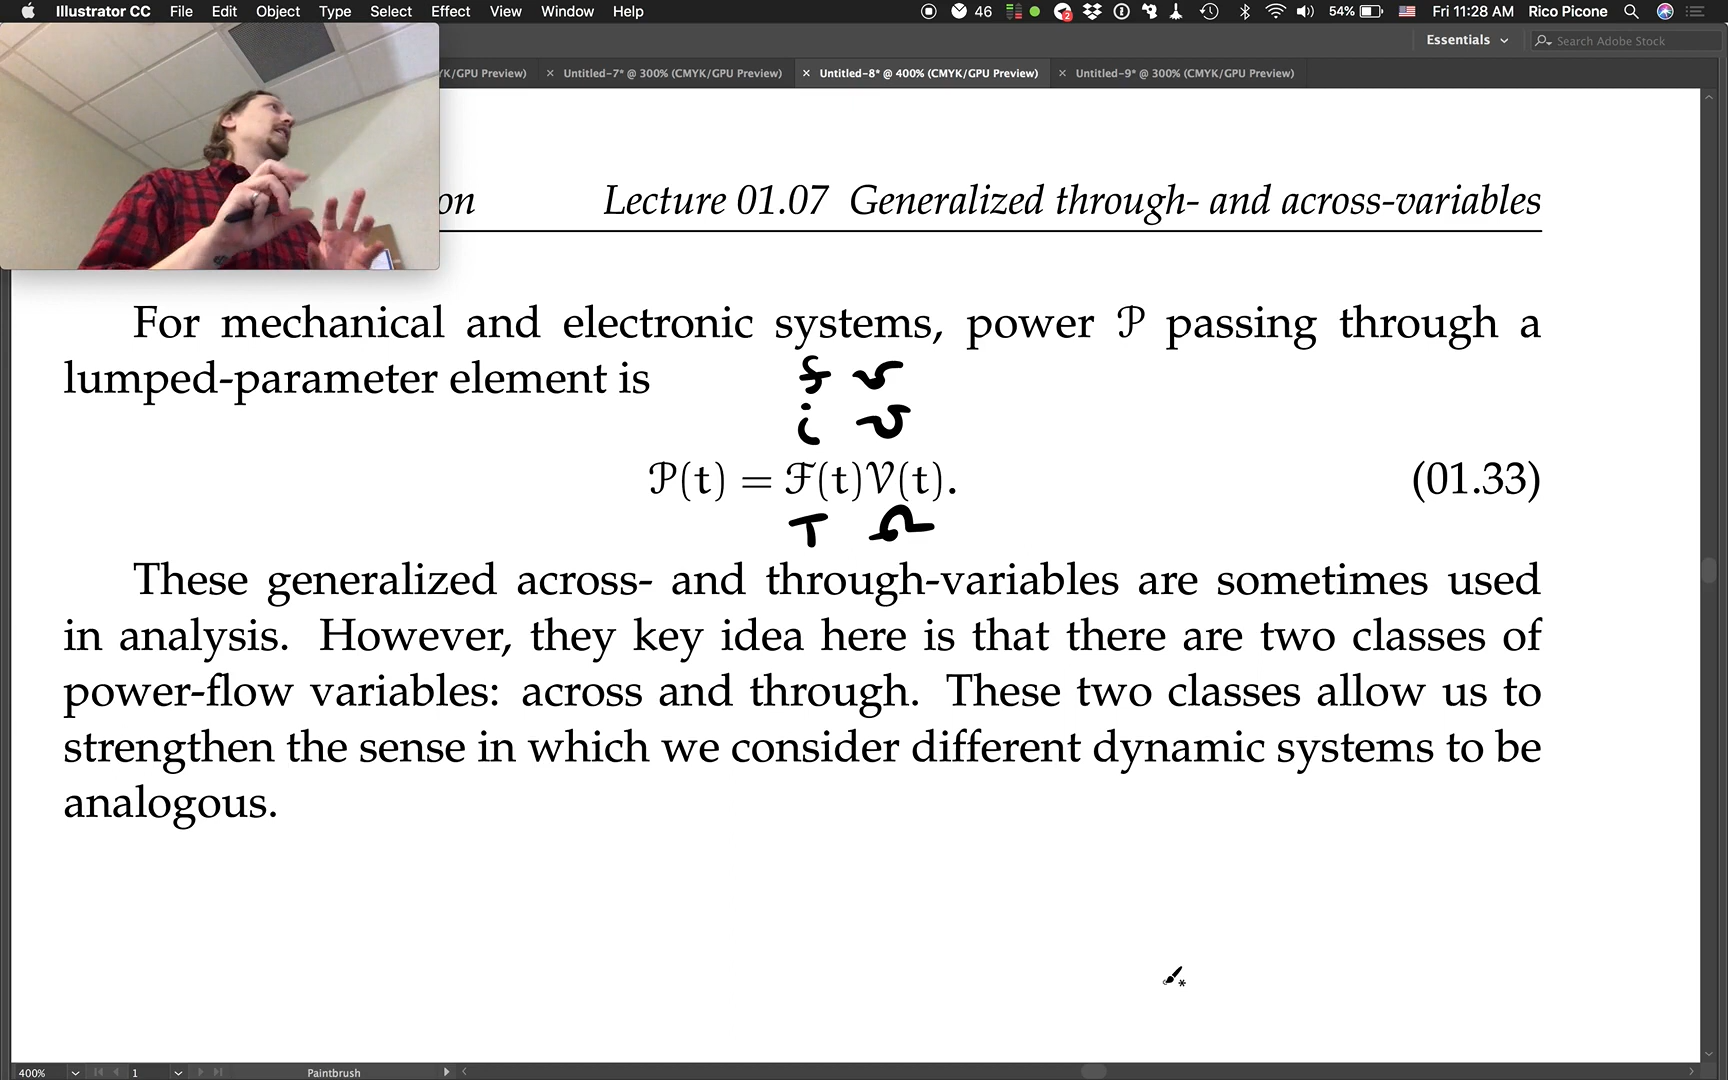 Illustrator CC File Edit Object Type Select Effect View Window Help 46 2 54% Fri 11:28 AM Rico Picone
Essentials Search Adobe Stock
YK/GPU Preview) × Untitled-7* @ 300% (CMYK/GPU Preview) × Untitled-8* @ 400% (CMYK/GPU Preview) × Untitled-9* @ 300% (CMYK/GPU Preview)
on Lecture 01.07 Generalized through- and across-variables
For mechanical and electronic systems, power 𝒫 passing through a
lumped-parameter element is
f v
i v
𝒫(t) = ℱ(t)𝒱(t). (01.33)
T Ω
These generalized across- and through-variables are sometimes used
in analysis. However, they key idea here is that there are two classes of
power-flow variables: across and through. These two classes allow us to
strengthen the sense in which we consider different dynamic systems to be
analogous.
400% 1 Paintbrush